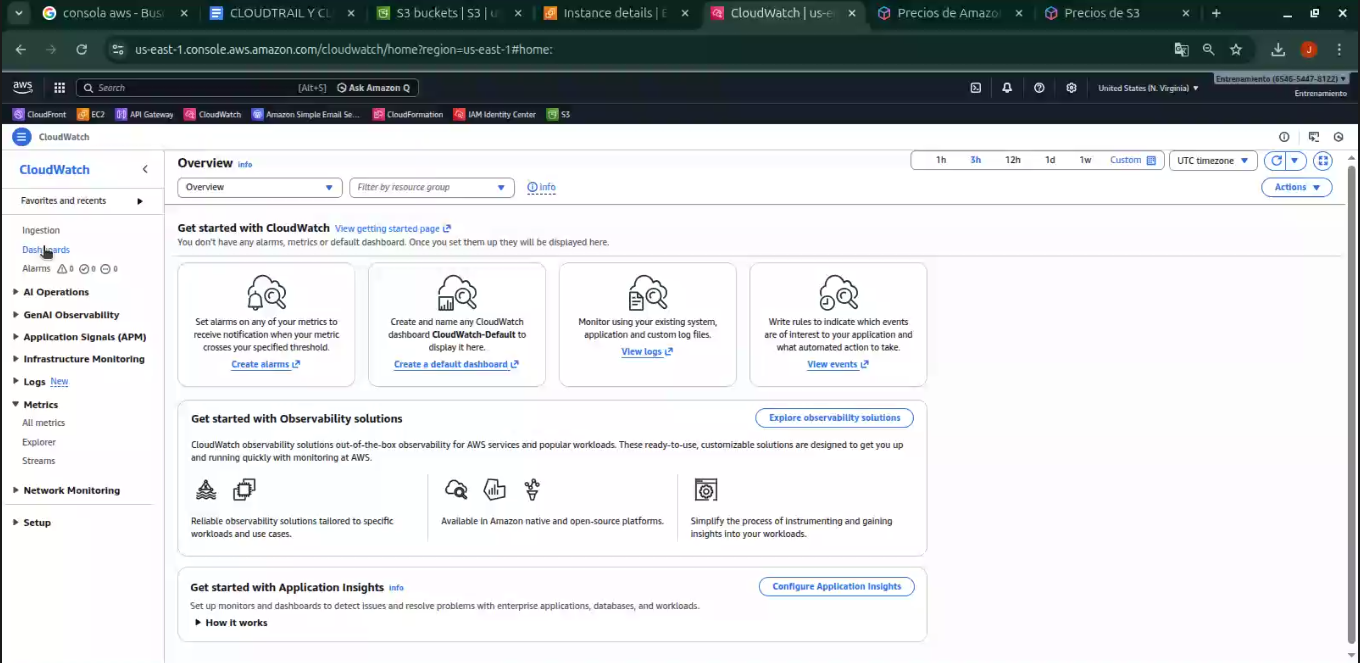 consola aws - Bus
CLOUDTRAIL Y CL
S3 buckets | S3 | u
Instance details | E
CloudWatch | us-e
Precios de Amazo
Precios de S3
us-east-1.console.aws.amazon.com/cloudwatch/home?region=us-east-1#home:
J
aws
Search
[Alt+S]
Ask Amazon Q
United States (N. Virginia)
Entrenamiento (6546-5447-8122)
Entrenamiento
CloudFront
EC2
API Gateway
CloudWatch
Amazon Simple Email Se...
CloudFormation
IAM Identity Center
S3
CloudWatch
CloudWatch
Favorites and recents
Ingestion
Dashboards
Alarms 0 0 0
AI Operations
GenAI Observability
Application Signals (APM)
Infrastructure Monitoring
Logs New
Metrics
All metrics
Explorer
Streams
Network Monitoring
Setup
Overview Info
1h 3h 12h 1d 1w Custom
UTC timezone
Overview
Filter by resource group
Info
Actions
Get started with CloudWatch View getting started page
You don't have any alarms, metrics or default dashboard. Once you set them up they will be displayed here.
Set alarms on any of your metrics to
receive notification when your metric
crosses your specified threshold.
Create alarms
Create and name any CloudWatch
dashboard CloudWatch-Default to
display it here.
Create a default dashboard
Monitor using your existing system,
application and custom log files.
View logs
Write rules to indicate which events
are of interest to your application and
what automated action to take.
View events
Get started with Observability solutions
Explore observability solutions
CloudWatch observability solutions out-of-the-box observability for AWS services and popular workloads. These ready-to-use, customizable solutions are designed to get you up
and running quickly with monitoring at AWS.
Reliable observability solutions tailored to specific
workloads and use cases.
Available in Amazon native and open-source platforms.
Simplify the process of instrumenting and gaining
insights into your workloads.
Get started with Application Insights Info
Configure Application Insights
Set up monitors and dashboards to detect issues and resolve problems with enterprise applications, databases, and workloads.
How it works